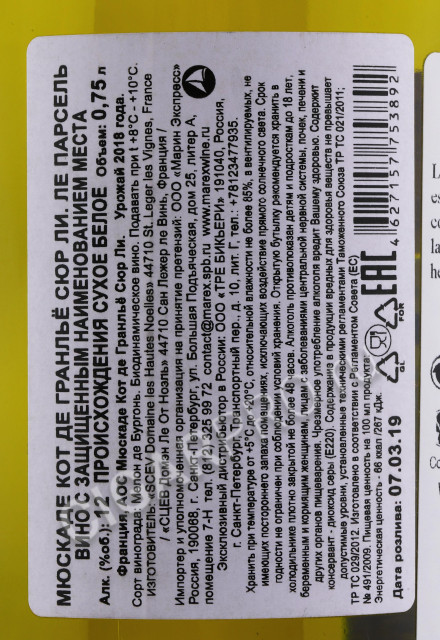 МЮСКАДЕ КОТ ДЕ ГРАНЛЬЁ СЮР ЛИ. ЛЕ ПАРСЕЛЬ
ВИНО С ЗАЩИЩЕННЫМ НАИМЕНОВАНИЕМ МЕСТА
Алк. (%об.): 12 ПРОИСХОЖДЕНИЯ СУХОЕ БЕЛОЕ Объем: 0,75 л
Франция, АОС Мюскаде Кот де Гранльё Сюр Ли. Урожай 2018 года.
Сорт винограда: Мелон де Бургонь. Биодинамическое вино. Подавать при t +8°C - +10°C.
ИЗГОТОВИТЕЛЬ: «SCEV Domaine les Hautes Noelles» 44710 St. Leger les Vignes, France
/ «СЦЕВ Домэн Ле От Ноэль» 44710 Сан Лежер ле Винь, Франция /
Импортер и уполномоченная организация на принятие претензий: ООО «Марин Экспресс»
Россия, 190068, г. Санкт-Петербург, ул. Большая Подъяческая, дом 25, литер А,
помещение 7-Н тел. (812) 325 99 72 contact@marex.spb.ru www.marexwine.ru
Эксклюзивный дистрибьютор в России: ООО «ТРЕ БИКЬЕРИ» 191040, Россия,
г. Санкт-Петербург, Транспортный пер., д. 10, лит Г, тел.: +78123477935.
Хранить при температуре от +5°C до +20°C, относительной влажности не более 85%, в вентилируемых, не
имеющих постороннего запаха помещениях, исключающих воздействие прямого солнечного света. Срок
годности не ограничен при соблюдении условий хранения. Открытую бутылку рекомендуется хранить в
холодильнике плотно закрытой не более 48 часов. Алкоголь противопоказан детям и подросткам до 18 лет,
беременным и кормящим женщинам, лицам с заболеваниями центральной нервной системы, почек, печени и
других органов пищеварения. Чрезмерное употребление алкоголя вредит Вашему здоровью. Содержит
консервант - диоксид серы (Е220). Содержание в продукции вредных для здоровья веществ не превышает
допустимые уровни, установленные техническими регламентами Таможенного Союза ТР ТС 021/2011;
ТР ТС 029/2012. Изготовлено в соответствии с Регламентом Совета (ЕС)
№ 491/2009. Пищевая ценность на 100 мл продукта:
Энергетическая ценность - 66 ккал /267 кДж.
Дата розлива: 07.03.19
EAC
GL
FOR
4 627157 753892